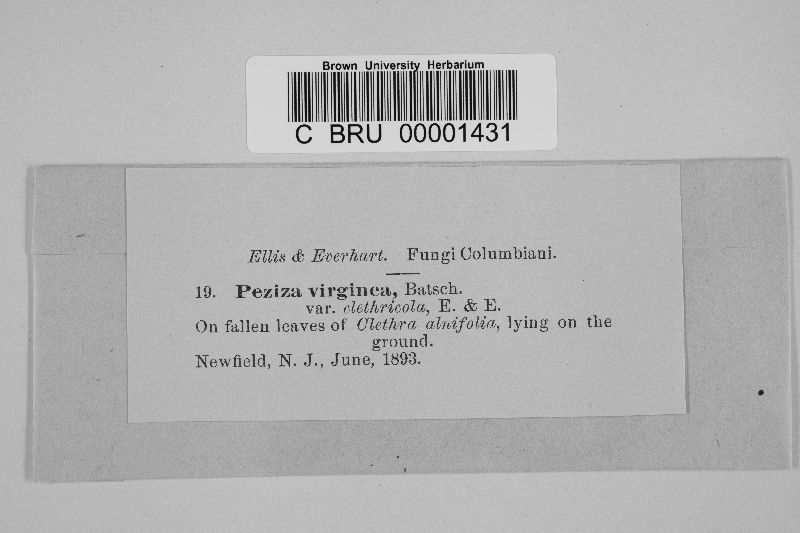 Brown University Herbarium
C BRU 00001431
Ellis & Everhart. Fungi Columbiani.
19. Peziza virginea, Batsch.
var. clethricola, E. & E.
On fallen leaves of Clethra alnifolia, lying on the
ground.
Newfield, N. J., June, 1893.